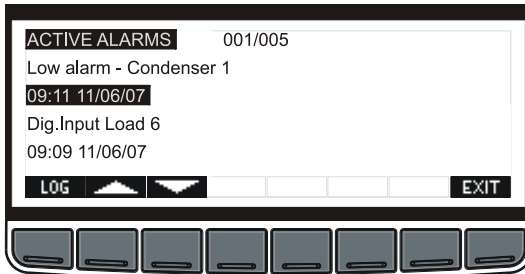 ACTIVE ALARMS 001/005
Low alarm - Condenser 1
09:11 11/06/07
Dig.Input Load 6
09:09 11/06/07
LOG EXIT